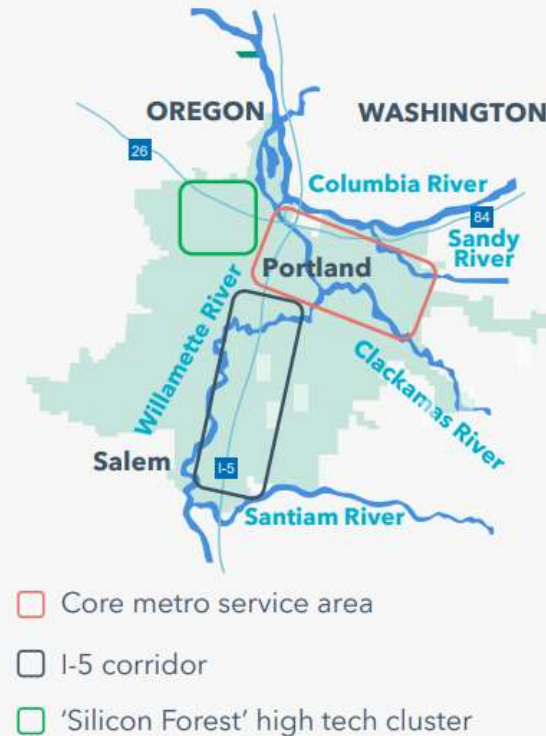 OREGON
WASHINGTON
26
Columbia River
84
Sandy
River
Portland
Willamette River
Clackamas River
Salem
I-5
Santiam River
Core metro service area
I-5 corridor
'Silicon Forest' high tech cluster